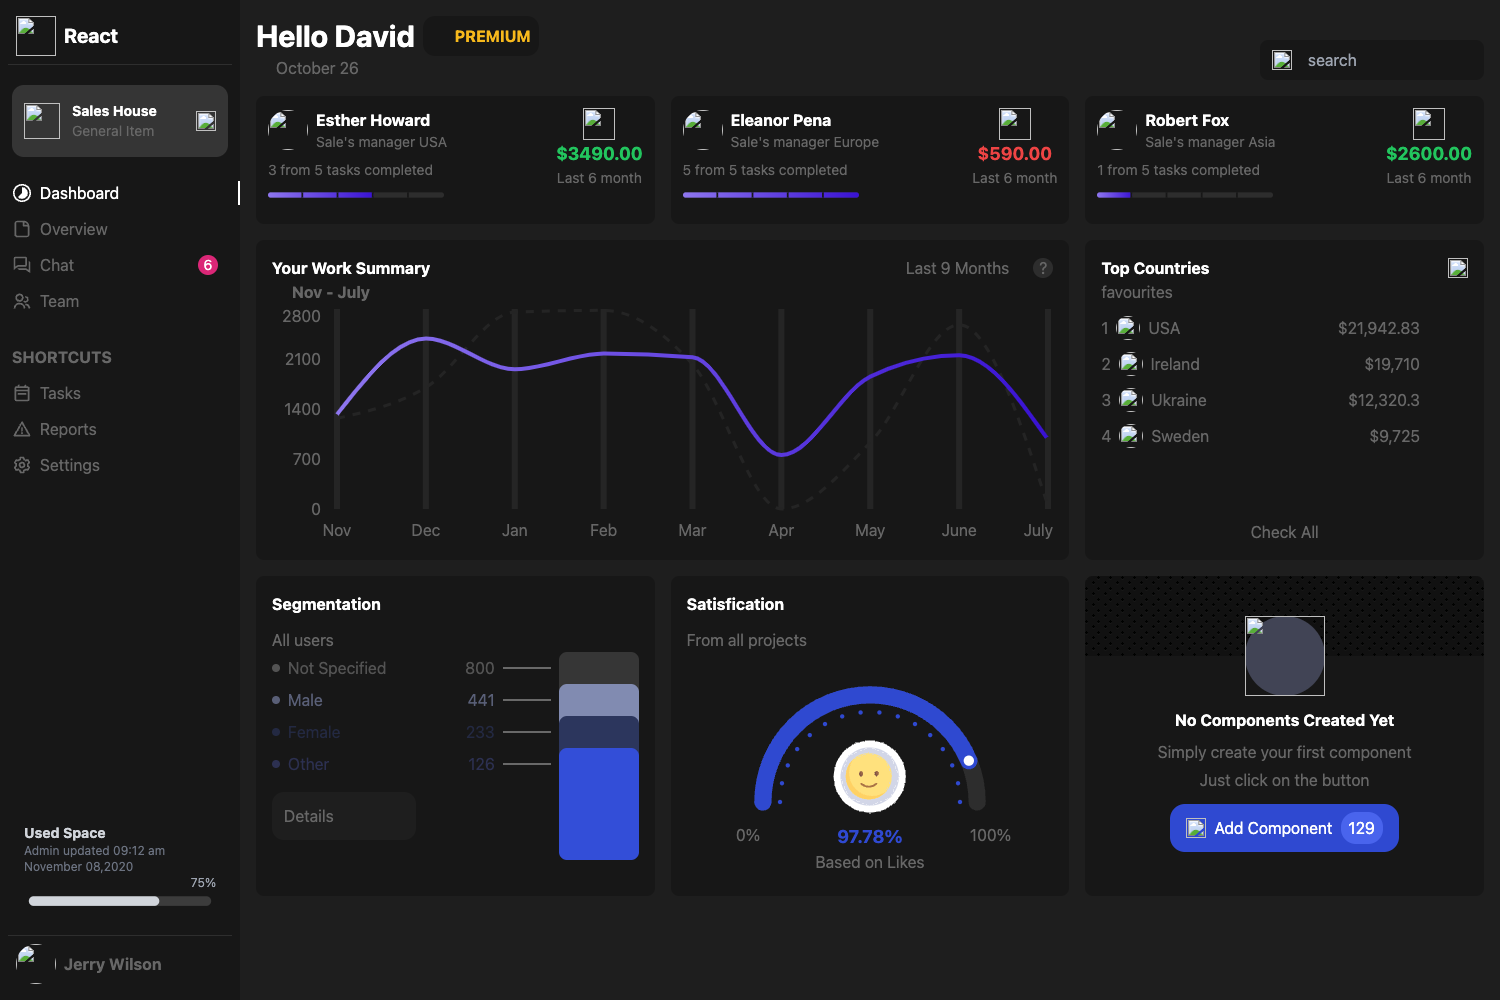 React
Sales House
General Item
Dashboard
Overview
Chat
6
Team
SHORTCUTS
Tasks
Reports
Settings
Used Space
Admin updated 09:12 am
November 08,2020
75%
Jerry Wilson
Hello David
PREMIUM
October 26
search
Esther Howard
Sale's manager USA
3 from 5 tasks completed
$3490.00
Last 6 month
Eleanor Pena
Sale's manager Europe
5 from 5 tasks completed
$590.00
Last 6 month
Robert Fox
Sale's manager Asia
1 from 5 tasks completed
$2600.00
Last 6 month
Your Work Summary
Last 9 Months
?
Nov - July
2800
2100
1400
700
0
Nov Dec Jan Feb Mar Apr May June July
Top Countries
favourites
1 USA $21,942.83
2 Ireland $19,710
3 Ukraine $12,320.3
4 Sweden $9,725
Check All
Segmentation
All users
Not Specified 800
Male 441
Female 233
Other 126
Details
Satisfication
From all projects
0%
97.78%
100%
Based on Likes
No Components Created Yet
Simply create your first component
Just click on the button
Add Component 129